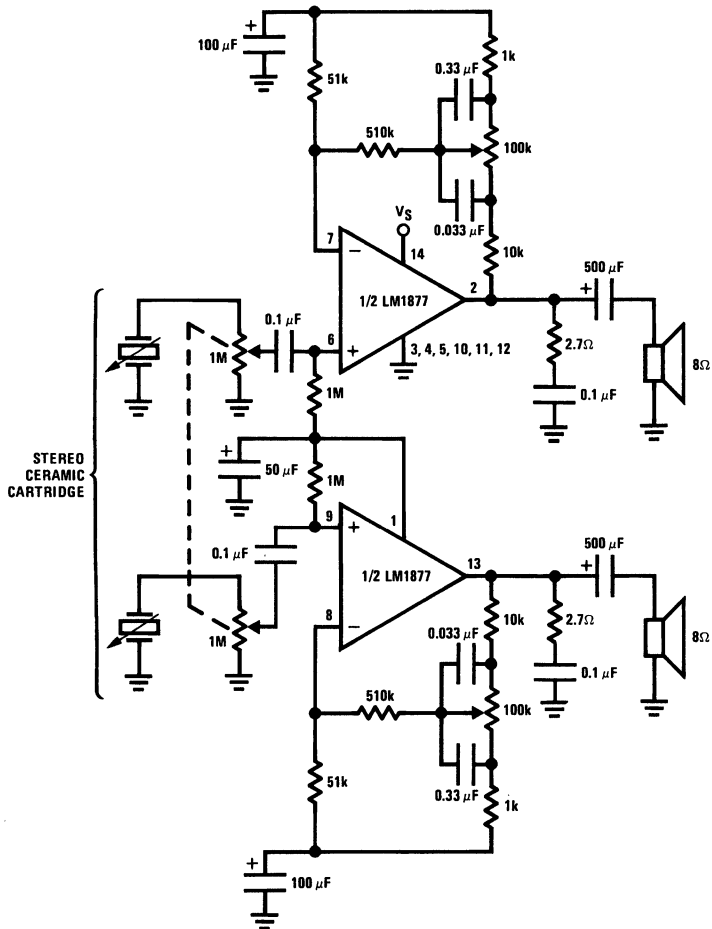 100 μF
+
51k
1k
0.33 μF
510k
100k
0.033 μF
10k
VS
14
7
−
1/2 LM1877
2
500 μF
+
0.1 μF
6
+
3, 4, 5, 10, 11, 12
2.7Ω
8Ω
0.1 μF
1M
1M
STEREO
CERAMIC
CARTRIDGE
+
50 μF
1M
9
+
1
0.1 μF
1/2 LM1877
13
500 μF
+
1M
8
−
10k
2.7Ω
8Ω
0.033 μF
0.1 μF
510k
100k
51k
0.33 μF
1k
+
100 μF